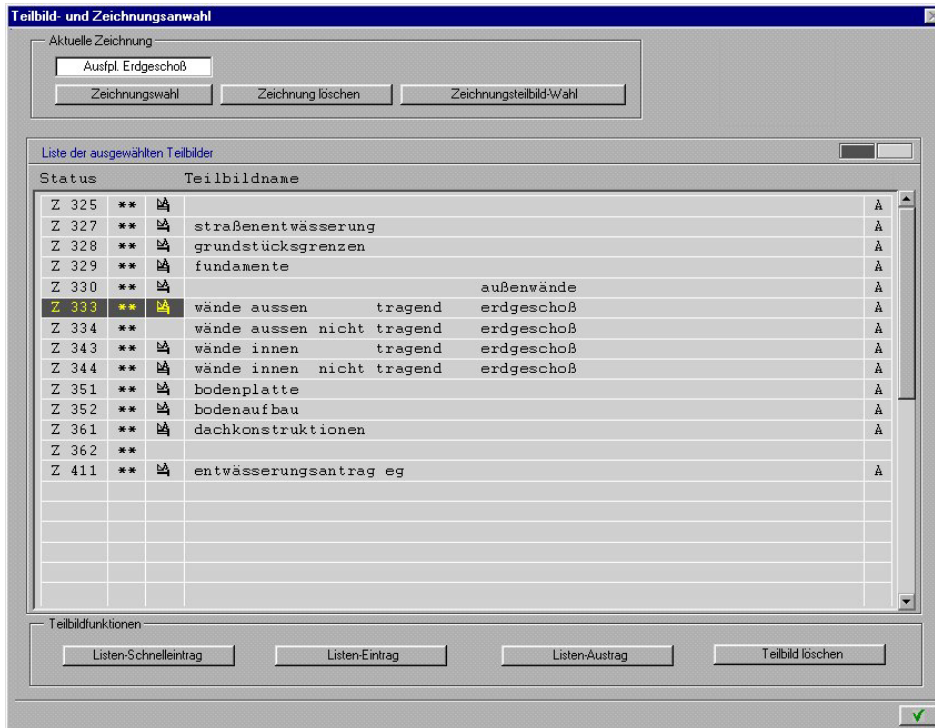 Teilbild- und Zeichnungsanwahl
Aktuelle Zeichnung
Ausfpl. Erdgeschoß
Zeichnungswahl Zeichnung löschen Zeichnungsteilbild-Wahl
Liste der ausgewählten Teilbilder
Status Teilbildname
Z 325 ** A
Z 327 ** straßenentwässerung A
Z 328 ** grundstücksgrenzen A
Z 329 ** fundamente A
Z 330 ** außenwände A
Z 333 ** wände aussen tragend erdgeschoß A
Z 334 ** wände aussen nicht tragend erdgeschoß A
Z 343 ** wände innen tragend erdgeschoß A
Z 344 ** wände innen nicht tragend erdgeschoß A
Z 351 ** bodenplatte A
Z 352 ** bodenaufbau A
Z 361 ** dachkonstruktionen A
Z 362 **
Z 411 ** entwässerungsantrag eg A
Teilbildfunktionen
Listen-Schnelleintrag Listen-Eintrag Listen-Austrag Teilbild löschen